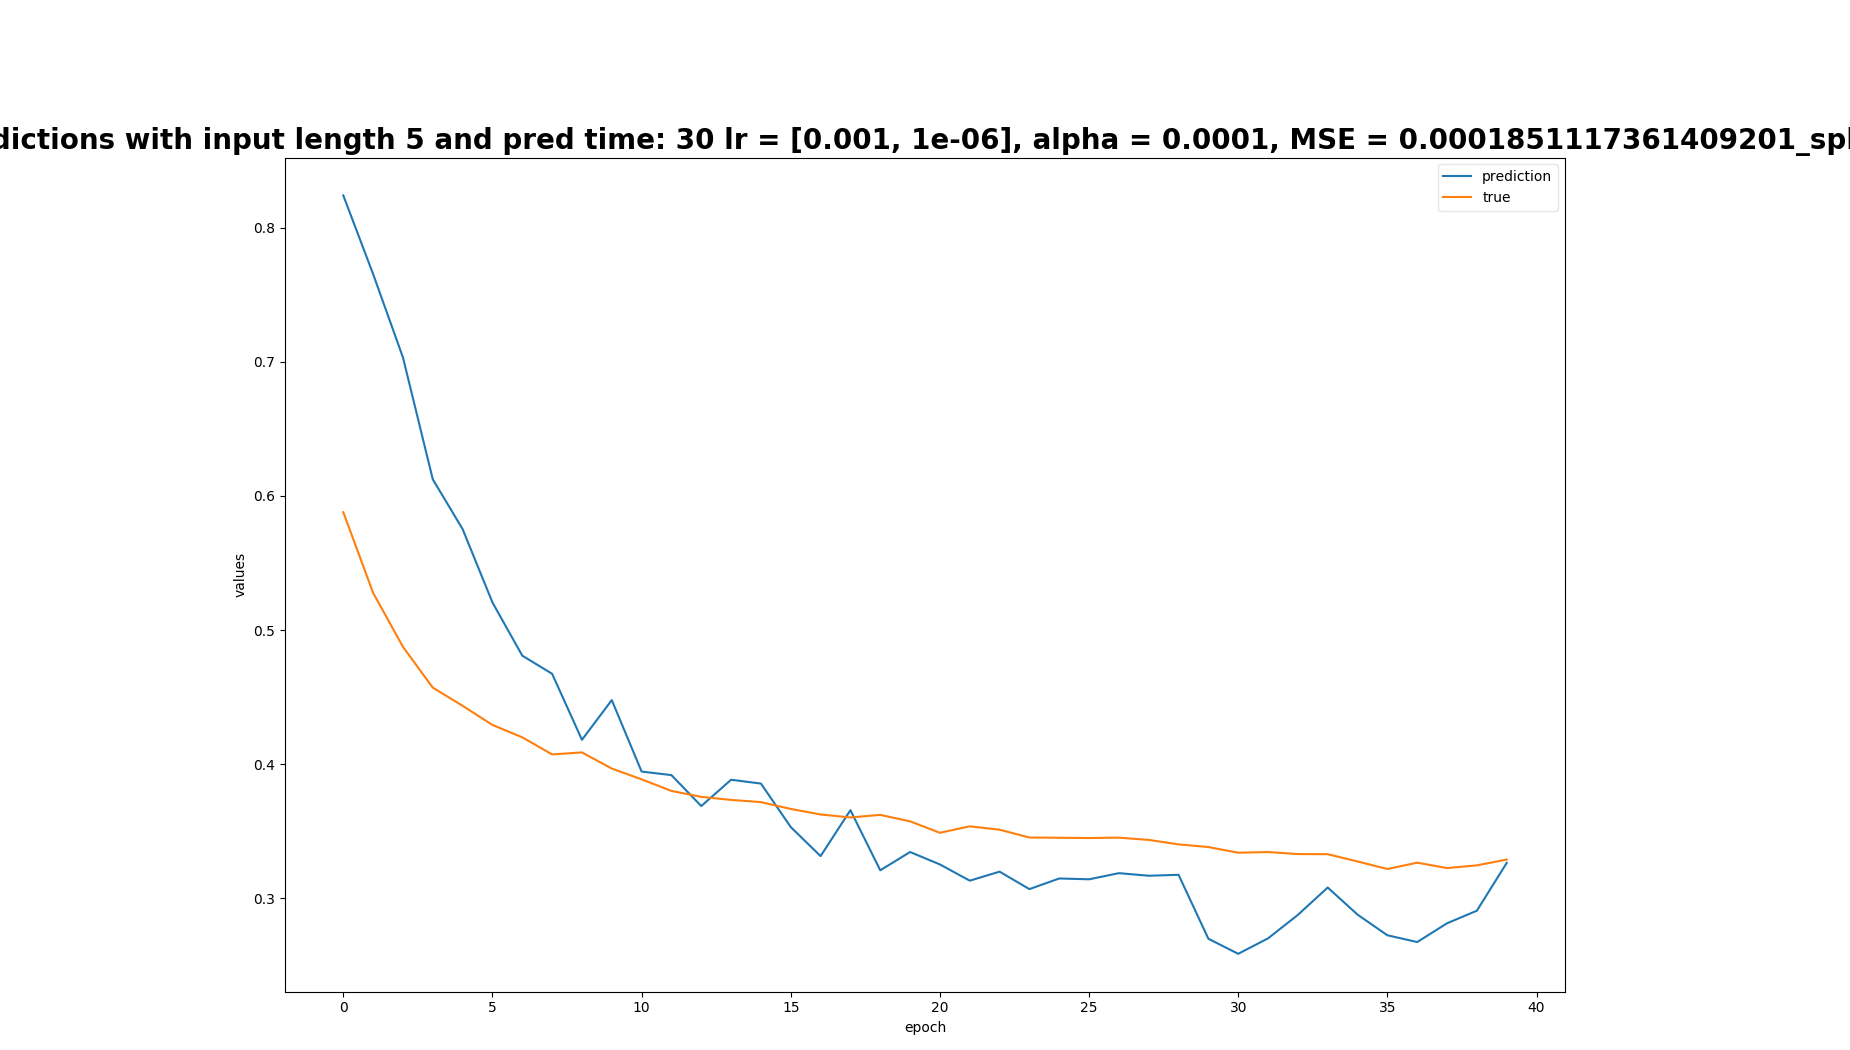 dictions with input length 5 and pred time: 30 lr = [0.001, 1e-06], alpha = 0.0001, MSE = 0.0001851117361409201_spl
prediction
true
0.8
0.7
0.6
0.5
0.4
0.3
values
0 5 10 15 20 25 30 35 40
epoch